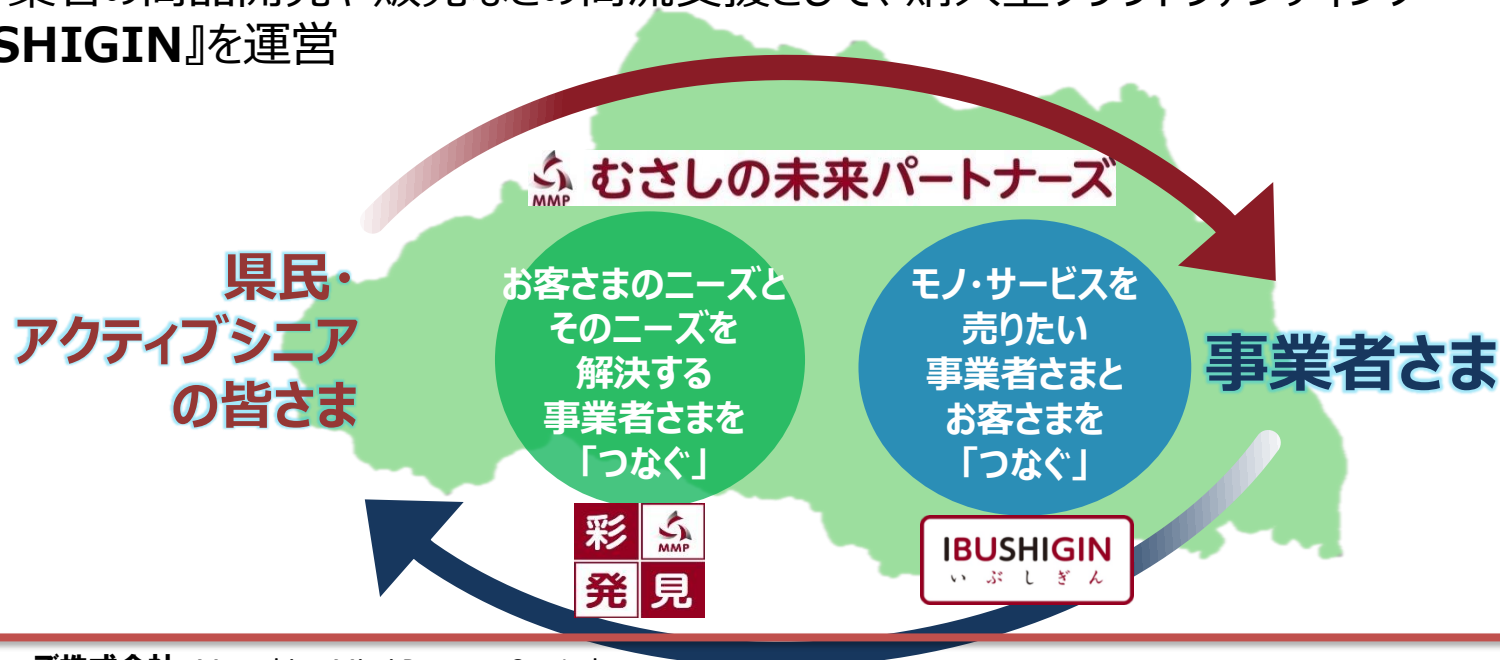 SHIGIN』を運営
MMP むさしの未来パートナーズ
県民・
アクティブシニア
の皆さま
お客さまのニーズと
そのニーズを
解決する
事業者さまを
「つなぐ」
モノ・サービスを
売りたい
事業者さまと
お客さまを
「つなぐ」
事業者さま
彩 MMP
発見
IBUSHIGIN
いぶしぎん